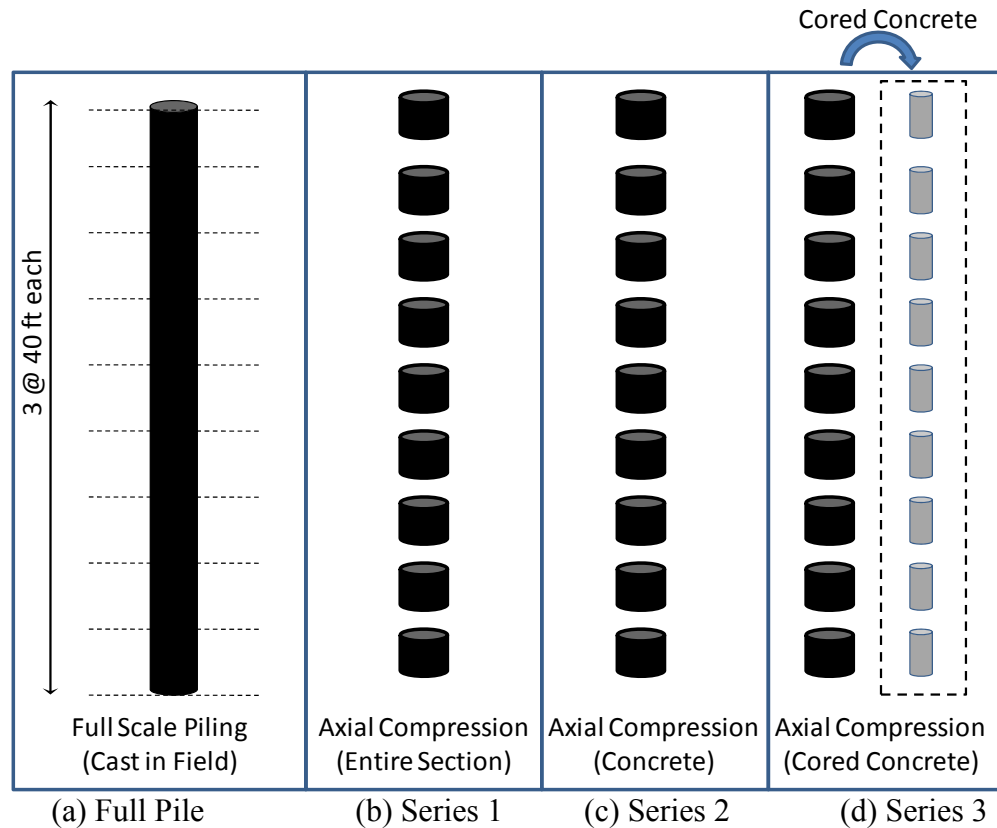 Cored Concrete
3 @ 40 ft each
Full Scale Piling
(Cast in Field)
Axial Compression
(Entire Section)
Axial Compression
(Concrete)
Axial Compression
(Cored Concrete)
(a) Full Pile
(b) Series 1
(c) Series 2
(d) Series 3